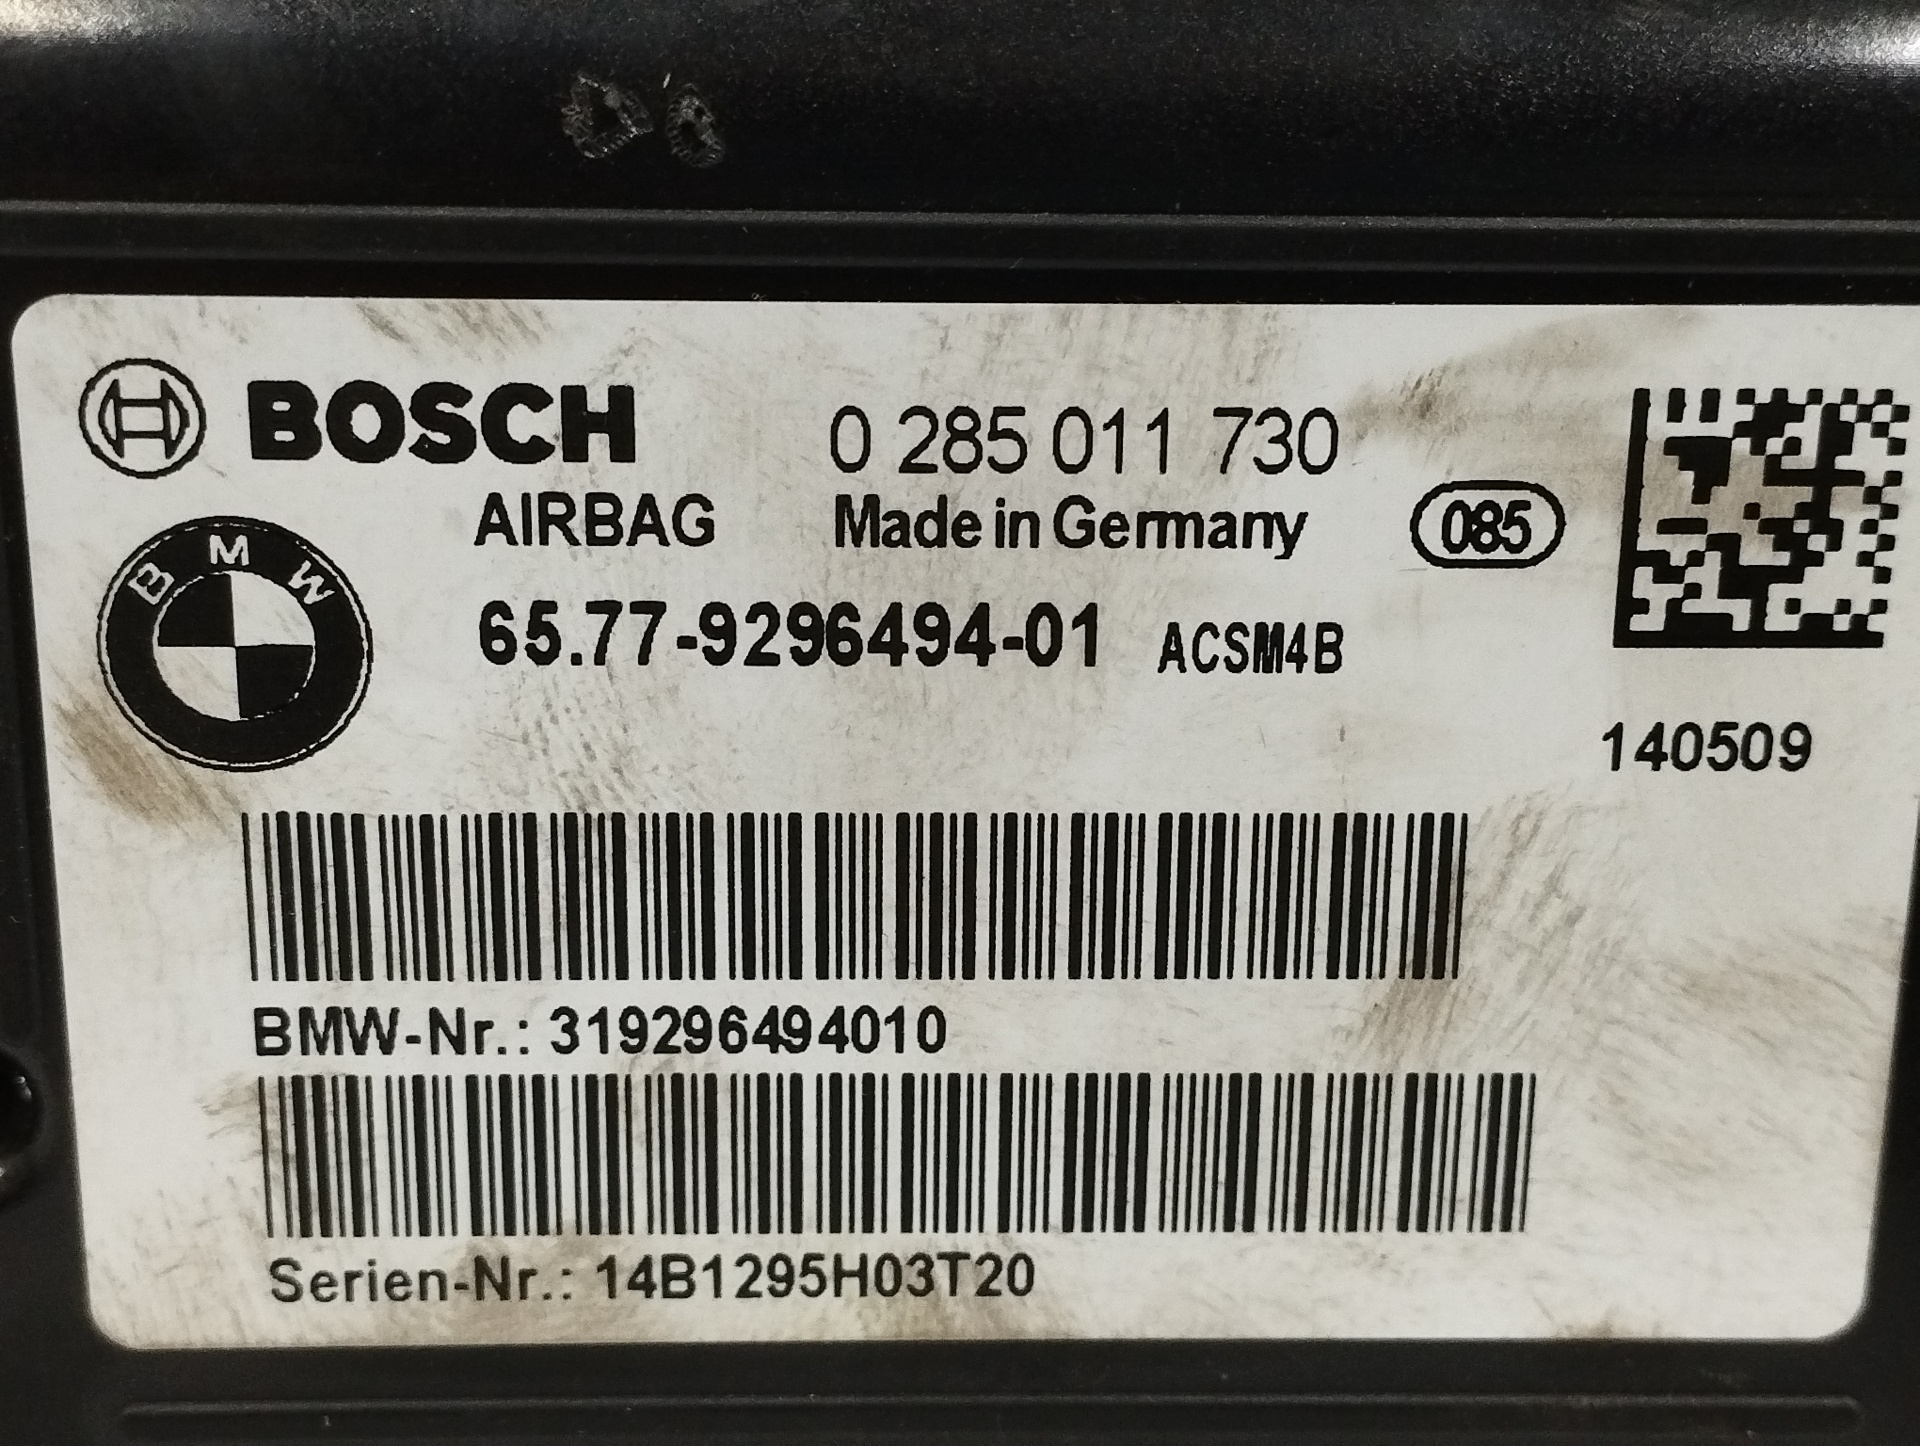 BOSCH 0 285 011 730
AIRBAG Made in Germany 085
BMW
65.77-9296494-01 ACSM4B
140509
BMW-Nr.: 319296494010
Serien-Nr.: 14B1295H03T20